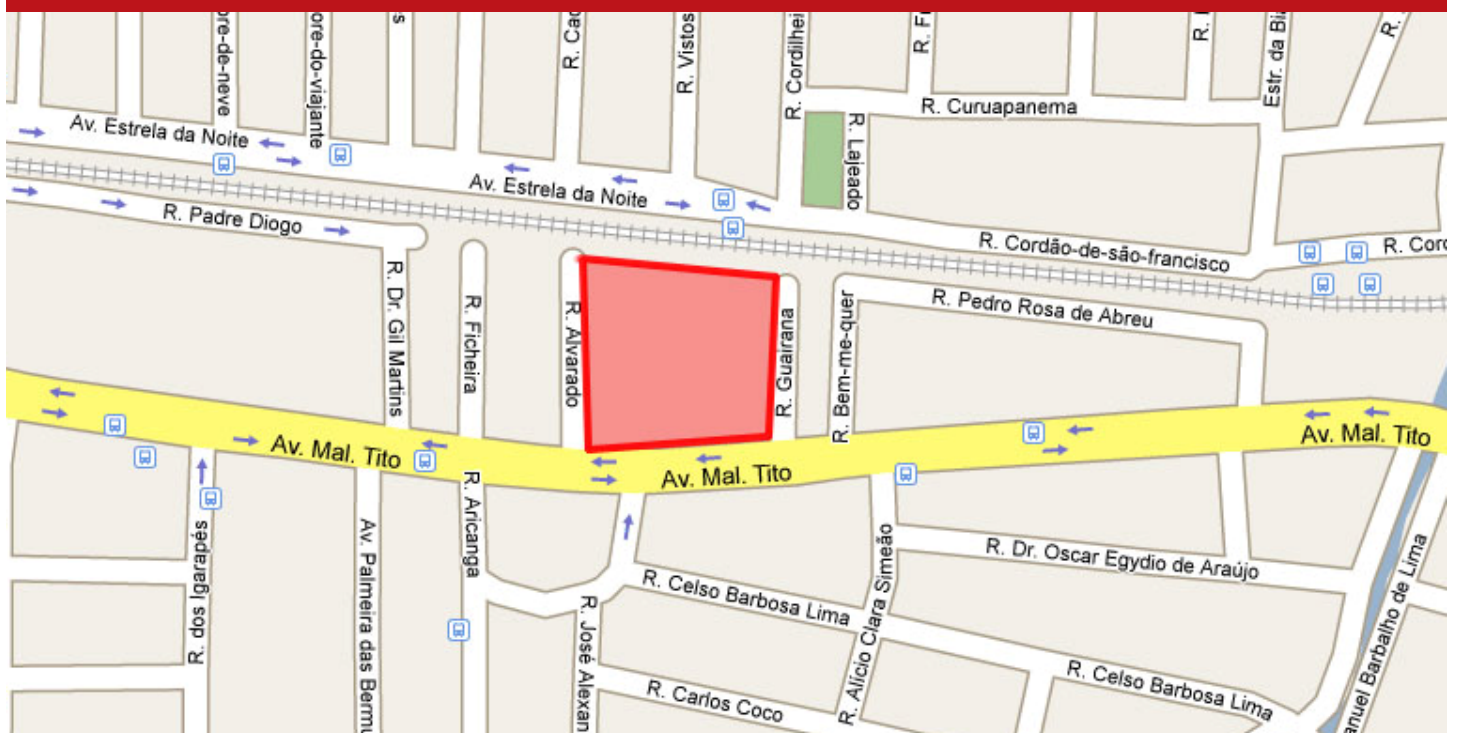 ore-de-neve
ore-do-viajante
s
R. Vistos
R. Cordilhei
R. F
R.
Estr. da Bi
R.
R. Curuapanema
R. Lajeado
Av. Estrela da Noite
Av. Estrela da Noite
R. Padre Diogo
R. Cordão-de-são-francisco
R. Cord
R. Dr. Gil Martins
R. Ficheira
R. Alvarado
R. Guairana
R. Bem-me-quer
R. Pedro Rosa de Abreu
Av. Mal. Tito
Av. Mal. Tito
Av. Mal. Tito
R. dos Igarapés
Av. Palmeira das Bermu
R. Aricanga
R. José Alexan
R. Celso Barbosa Lima
R. Carlos Coco
R. Alício Clara Simeão
R. Dr. Oscar Egydio de Araújo
R. Celso Barbosa Lima
anuel Barbalho de Lima